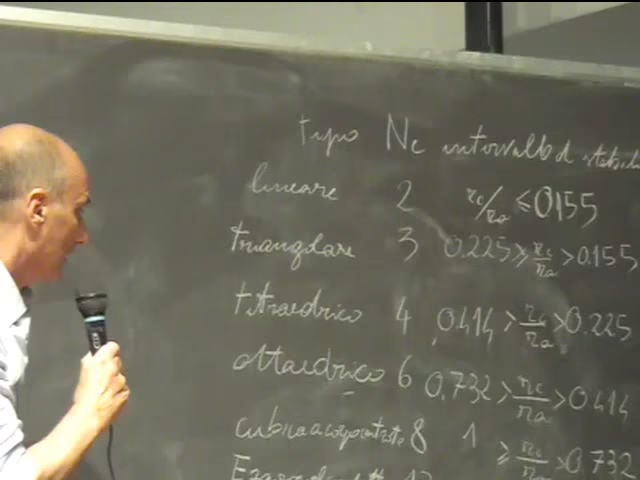 tipo Nc intervallo d
lineare 2 rc/ra ≤ 0.155
triangolare 3 0.225 ≥ rc/ra > 0.155
tetraedrico 4 0.414 > rc/ra > 0.225
ottaedrico 6 0.732 > rc/ra > 0.414
cubica a corpo 8 1 ≥ rc/ra > 0.732